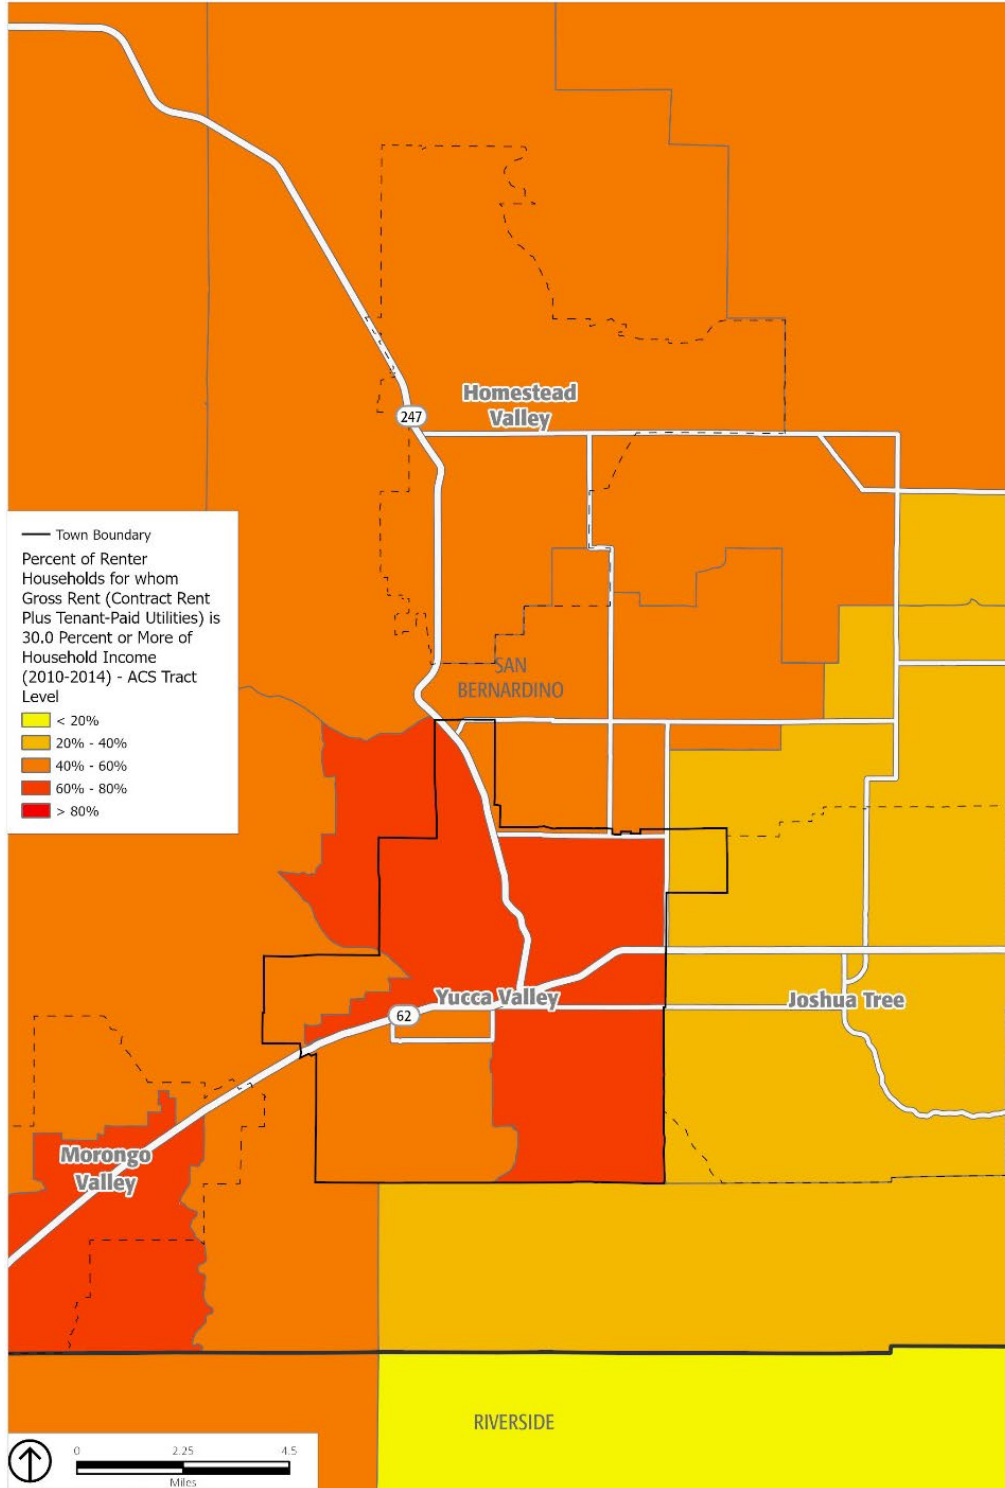 Homestead
Valley
247
Town Boundary
Percent of Renter
Households for whom
Gross Rent (Contract Rent
Plus Tenant-Paid Utilities) is
30.0 Percent or More of
Household Income
(2010-2014) - ACS Tract
Level
< 20%
20% - 40%
40% - 60%
60% - 80%
> 80%
SAN
BERNARDINO
Yucca Valley
Joshua Tree
62
Morongo
Valley
RIVERSIDE
0 2.25 4.5
Miles